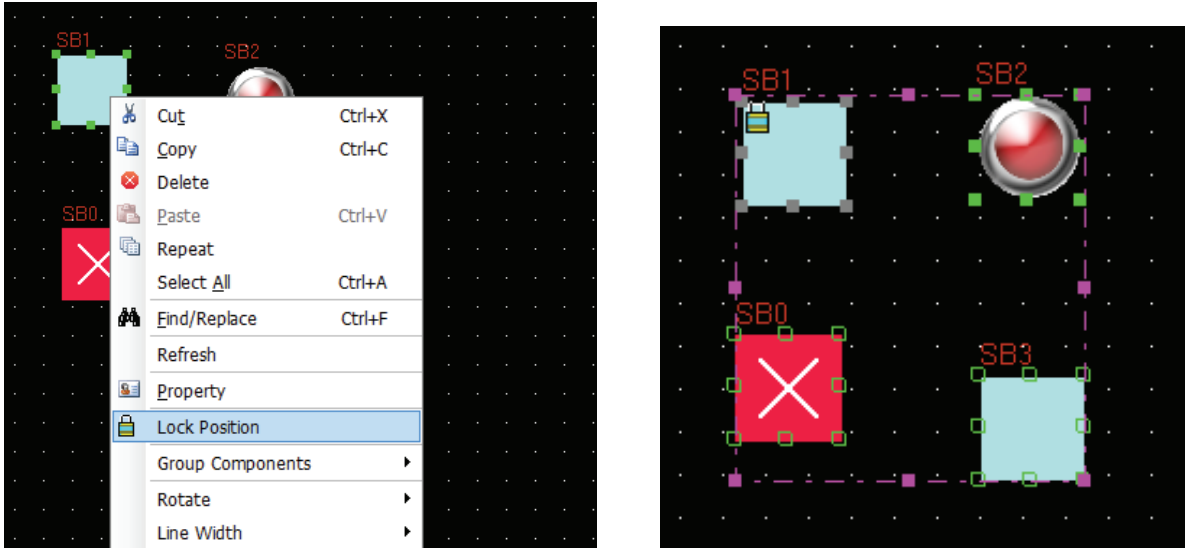 SB1
SB2
SB0
Cut Ctrl+X
Copy Ctrl+C
Delete
Paste Ctrl+V
Repeat
Select All Ctrl+A
Find/Replace Ctrl+F
Refresh
Property
Lock Position
Group Components
Rotate
Line Width
SB1
SB2
SB0
SB3